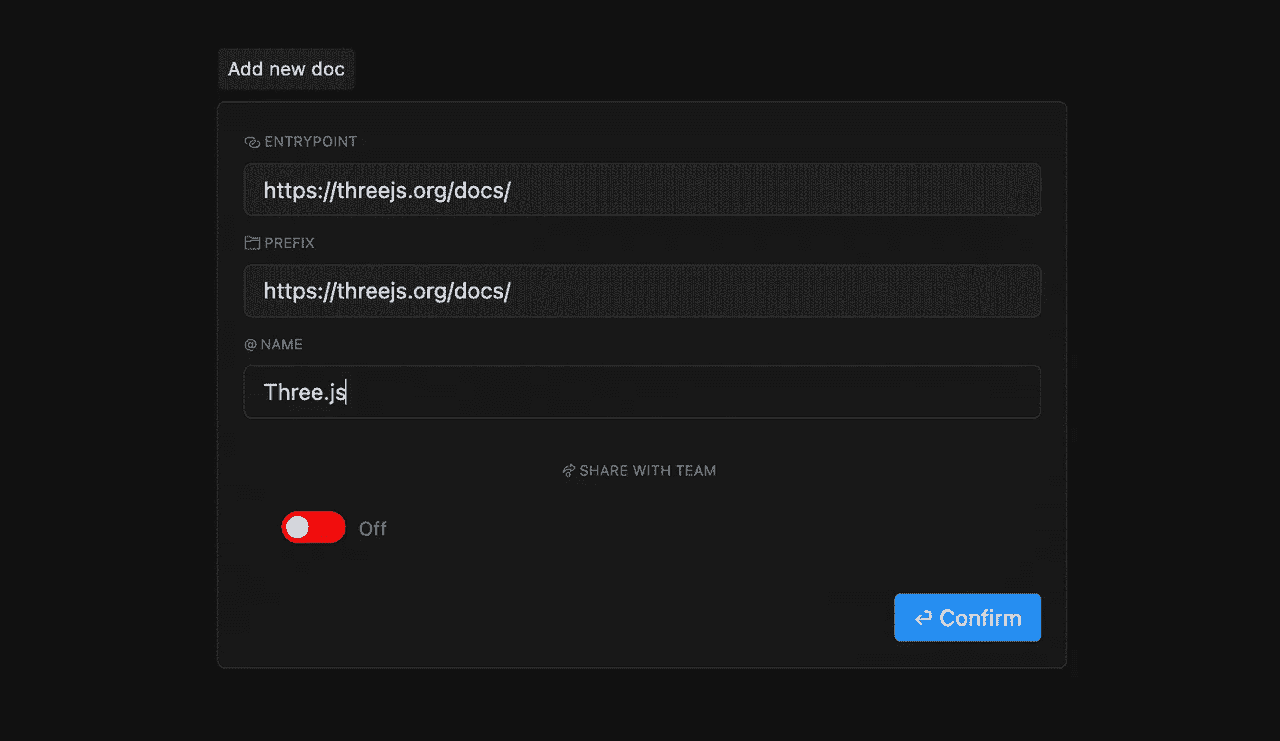 Add new doc
ENTRYPOINT
https://threejs.org/docs/
PREFIX
https://threejs.org/docs/
@ NAME
Three.js
SHARE WITH TEAM
Off
Confirm